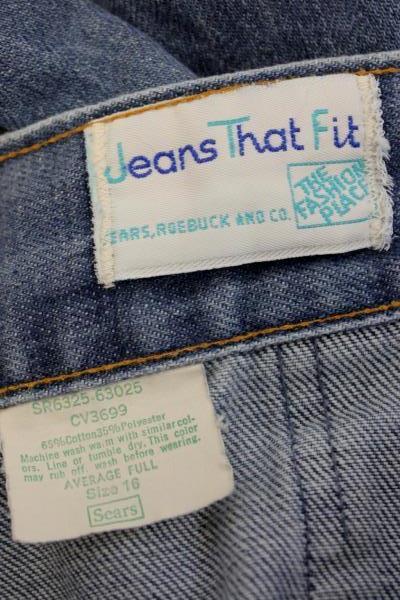 Jeans That Fit
THE
FASHION
PLACE
EARS, ROEBUCK AND CO.
SR6325-63025
CV3699
65%Cotton35%Polyester
Machine wash warm with similar col-
ors. Line or tumble dry. This color
may rub off. wash before wearing.
AVERAGE FULL
Size 16
Sears